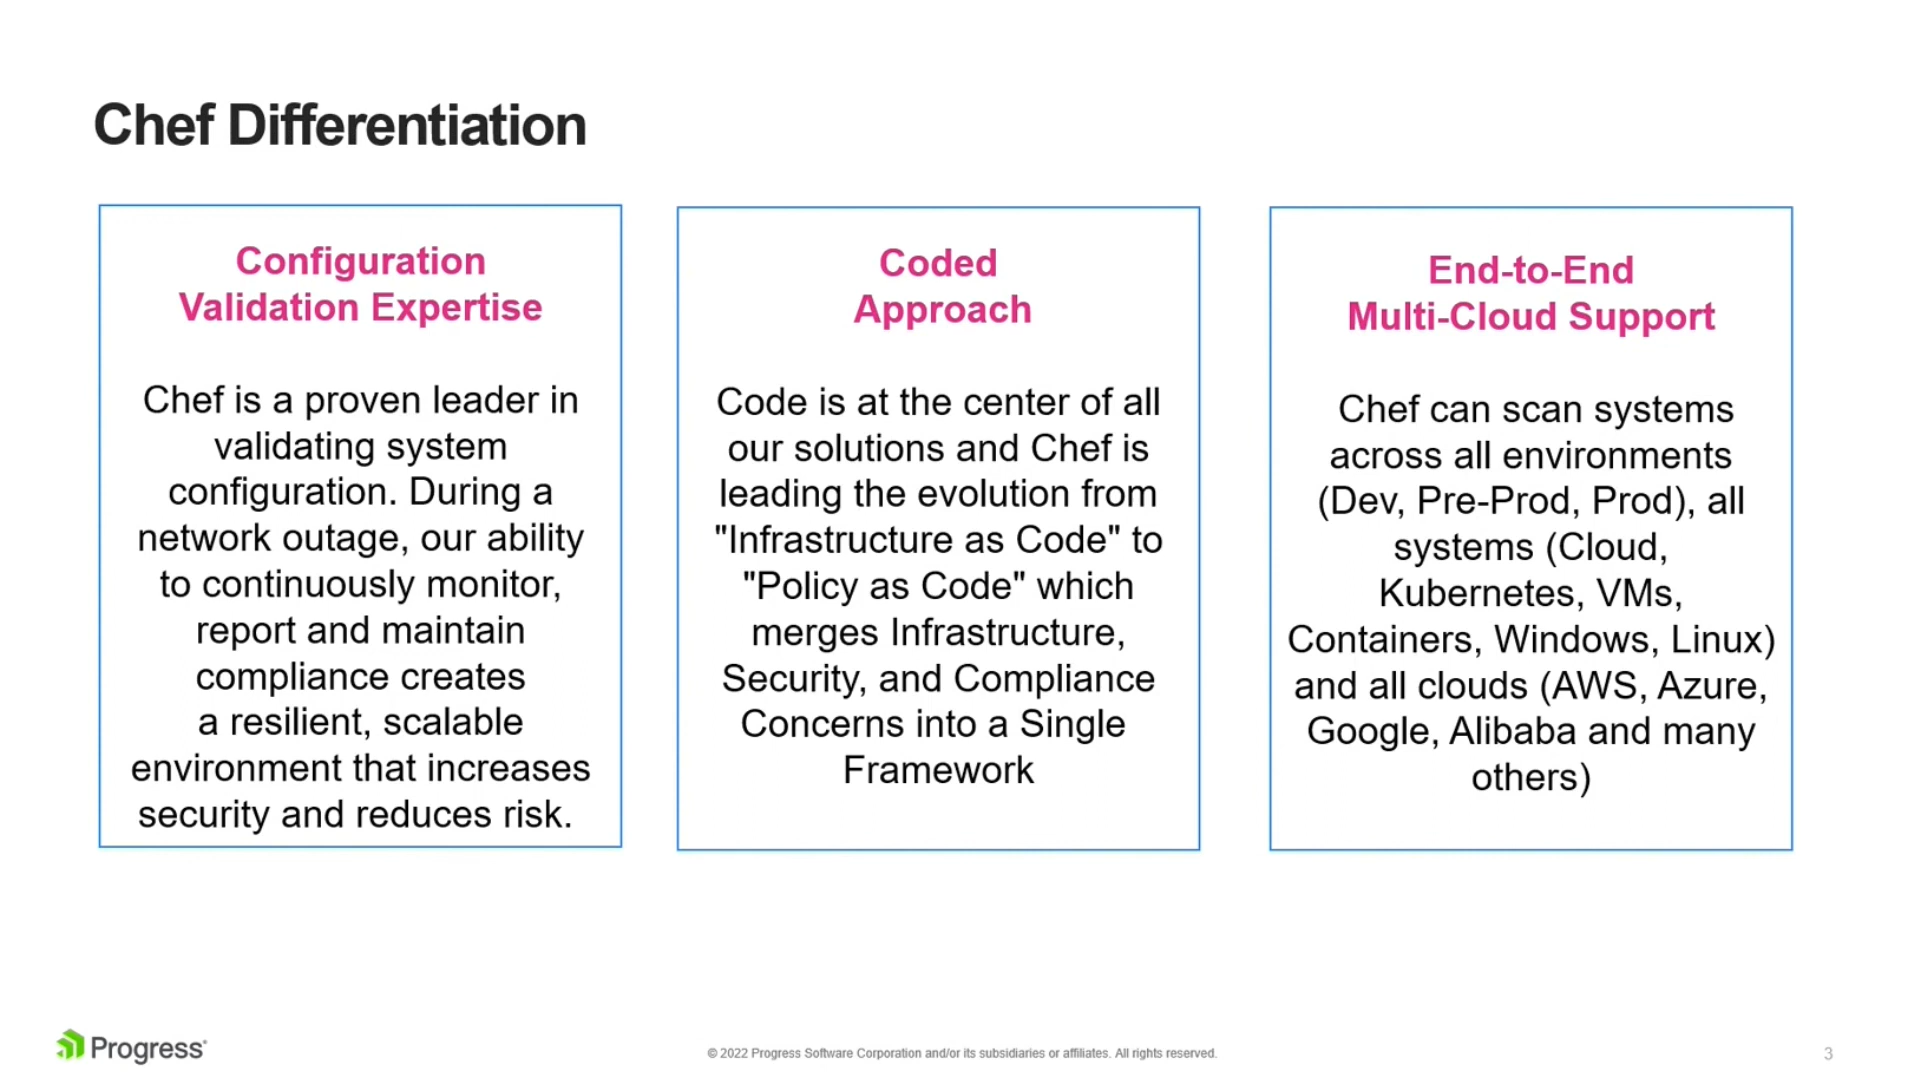 Chef Differentiation
Configuration
Validation Expertise
Chef is a proven leader in
validating system
configuration. During a
network outage, our ability
to continuously monitor,
report and maintain
compliance creates
a resilient, scalable
environment that increases
security and reduces risk.
Coded
Approach
Code is at the center of all
our solutions and Chef is
leading the evolution from
"Infrastructure as Code" to
"Policy as Code" which
merges Infrastructure,
Security, and Compliance
Concerns into a Single
Framework
End-to-End
Multi-Cloud Support
Chef can scan systems
across all environments
(Dev, Pre-Prod, Prod), all
systems (Cloud,
Kubernetes, VMs,
Containers, Windows, Linux)
and all clouds (AWS, Azure,
Google, Alibaba and many
others)
Progress
© 2022 Progress Software Corporation and/or its subsidiaries or affiliates. All rights reserved.
3